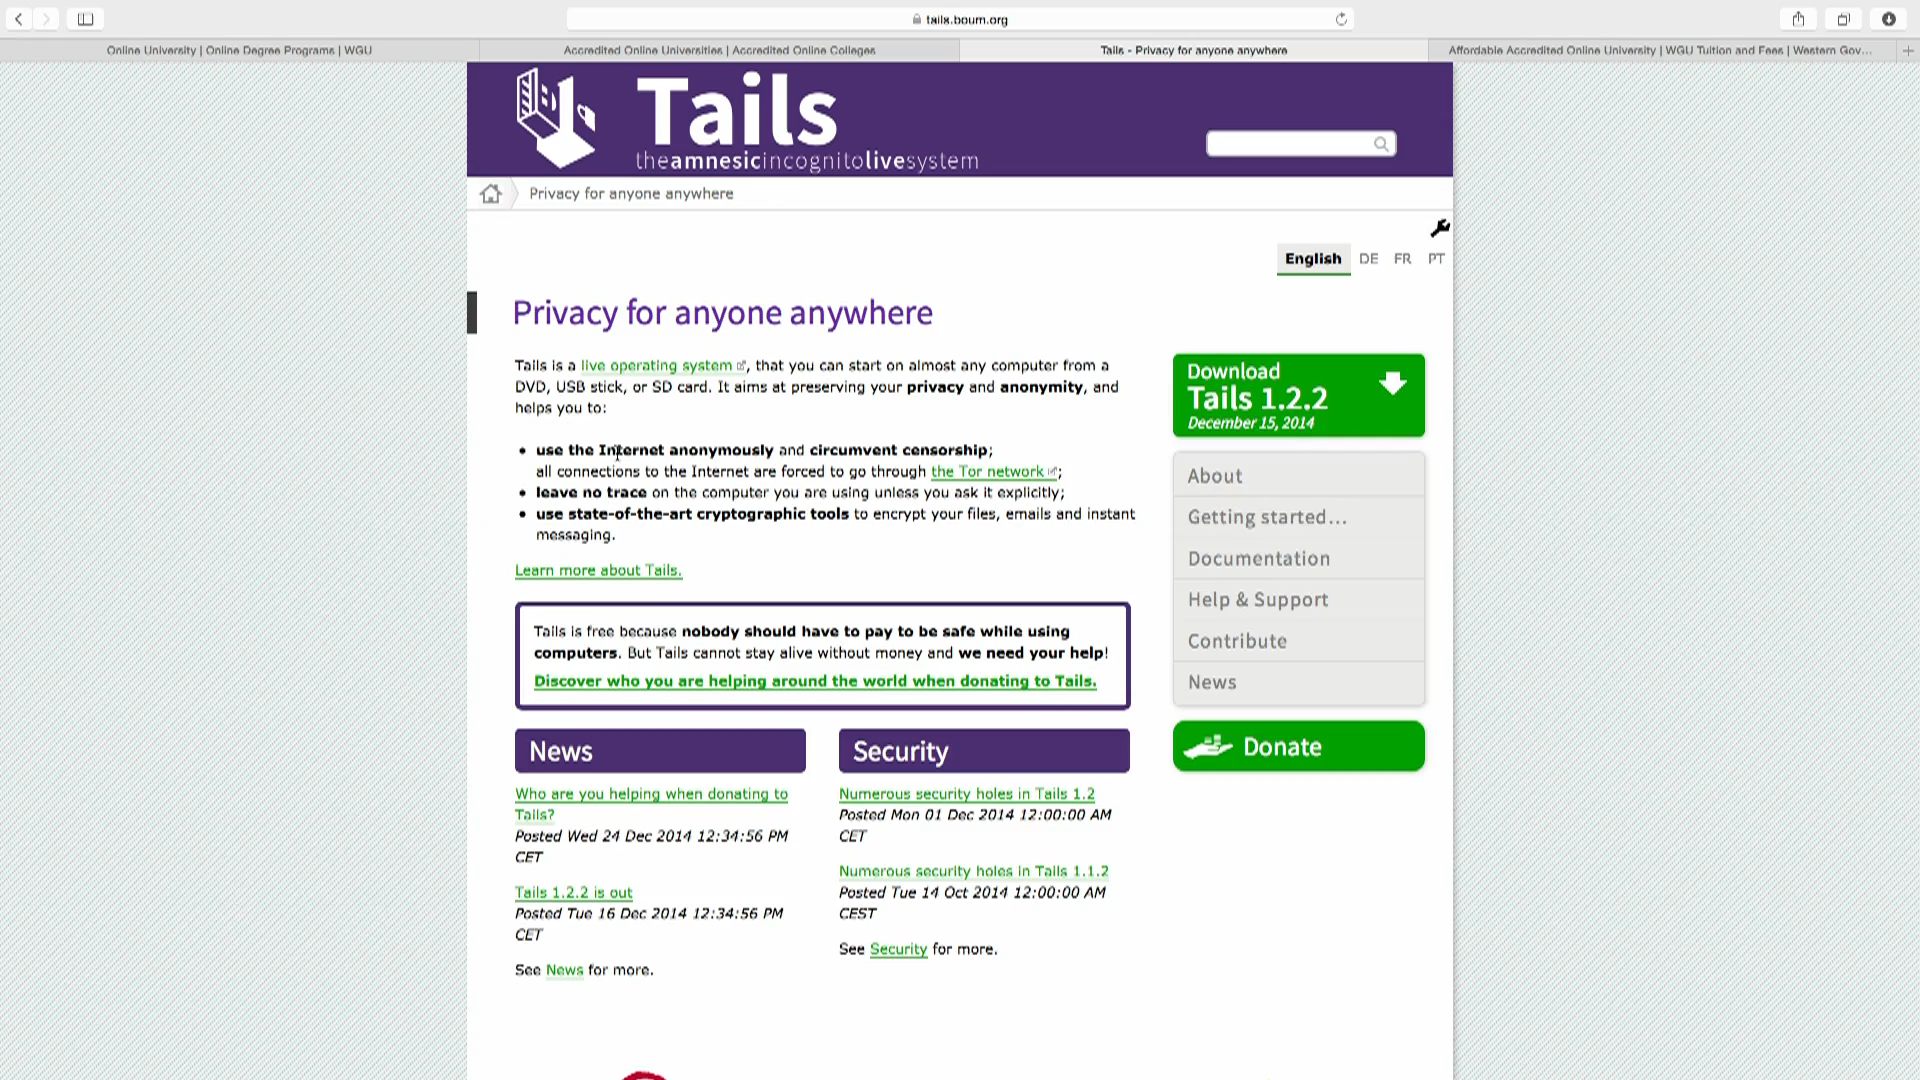 tails.boum.org
Online University | Online Degree Programs | WGU
Accredited Online Universities | Accredited Online Colleges
Tails - Privacy for anyone anywhere
Affordable Accredited Online University | WGU Tuition and Fees | Western Gov...
Tails
theamnesicincognitolivesystem
Privacy for anyone anywhere
English DE FR PT
Privacy for anyone anywhere
Tails is a live operating system, that you can start on almost any computer from a
DVD, USB stick, or SD card. It aims at preserving your privacy and anonymity, and
helps you to:
• use the Internet anonymously and circumvent censorship;
all connections to the Internet are forced to go through the Tor network;
• leave no trace on the computer you are using unless you ask it explicitly;
• use state-of-the-art cryptographic tools to encrypt your files, emails and instant
messaging.
Learn more about Tails.
Tails is free because nobody should have to pay to be safe while using
computers. But Tails cannot stay alive without money and we need your help!
Discover who you are helping around the world when donating to Tails.
News
Who are you helping when donating to
Tails?
Posted Wed 24 Dec 2014 12:34:56 PM
CET
Tails 1.2.2 is out
Posted Tue 16 Dec 2014 12:34:56 PM
CET
See News for more.
Security
Numerous security holes in Tails 1.2
Posted Mon 01 Dec 2014 12:00:00 AM
CET
Numerous security holes in Tails 1.1.2
Posted Tue 14 Oct 2014 12:00:00 AM
CEST
See Security for more.
Download
Tails 1.2.2
December 15, 2014
About
Getting started...
Documentation
Help & Support
Contribute
News
Donate